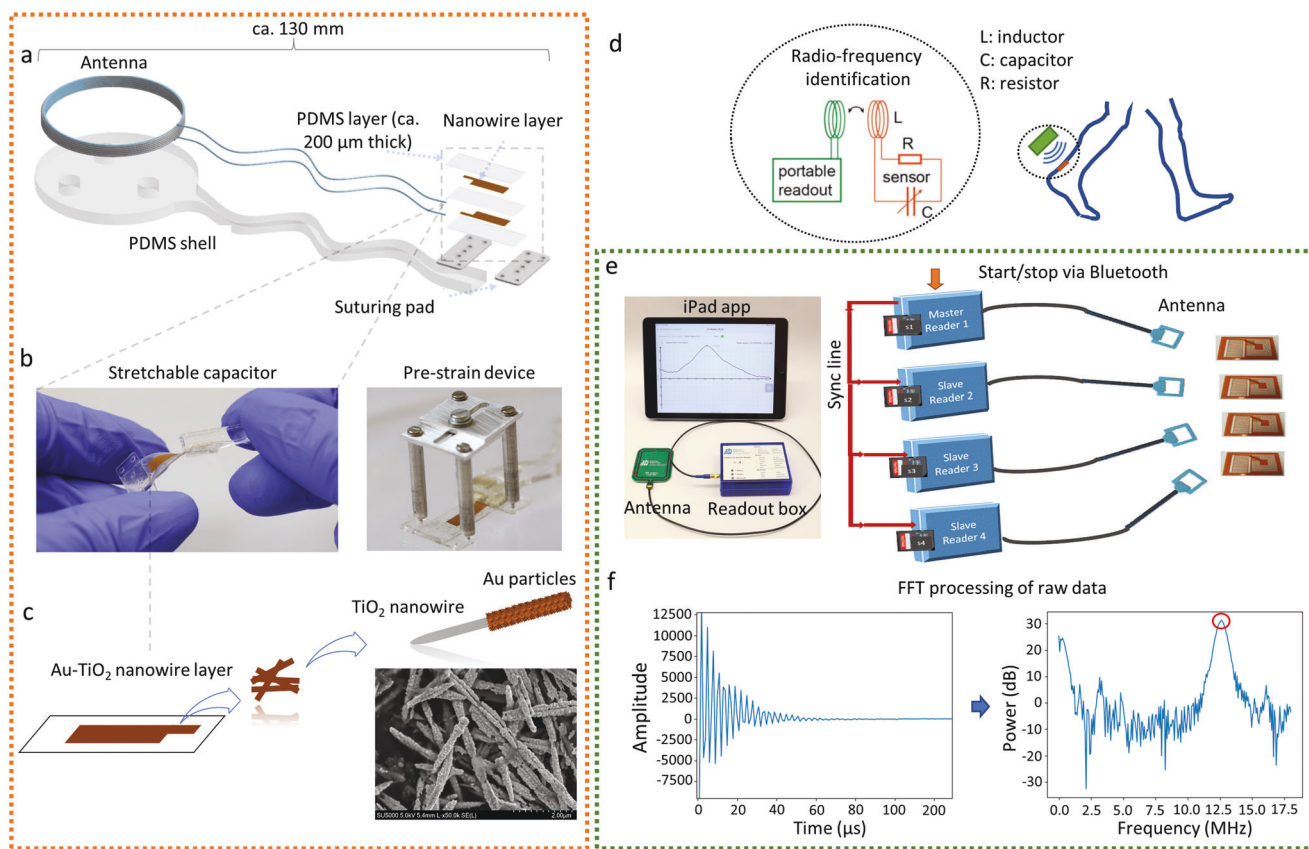 ca. 130 mm
a
Antenna
PDMS layer (ca.
200 µm thick)
Nanowire layer
PDMS shell
Suturing pad
b
Stretchable capacitor
Pre-strain device
c
Au particles
TiO₂ nanowire
Au-TiO₂ nanowire layer
SU5000 5.0kV 5.4mm L-x50.0k SE(L)
2.00µm
d
Radio-frequency
identification
L: inductor
C: capacitor
R: resistor
L
R
sensor
C
portable
readout
e
Start/stop via Bluetooth
iPad app
Antenna
Readout box
Sync line
Master
Reader 1
s1
Slave
Reader 2
s2
Slave
Reader 3
s3
Slave
Reader 4
s4
Antenna
f
FFT processing of raw data
Amplitude
12500
10000
7500
5000
2500
0
-2500
-5000
-7500
0 20 40 60 80 100 120
Time (µs)
Power (dB)
30
20
10
0
-10
-20
-30
0.0 2.5 5.0 7.5 10.0 12.5 15.0 17.5
Frequency (MHz)